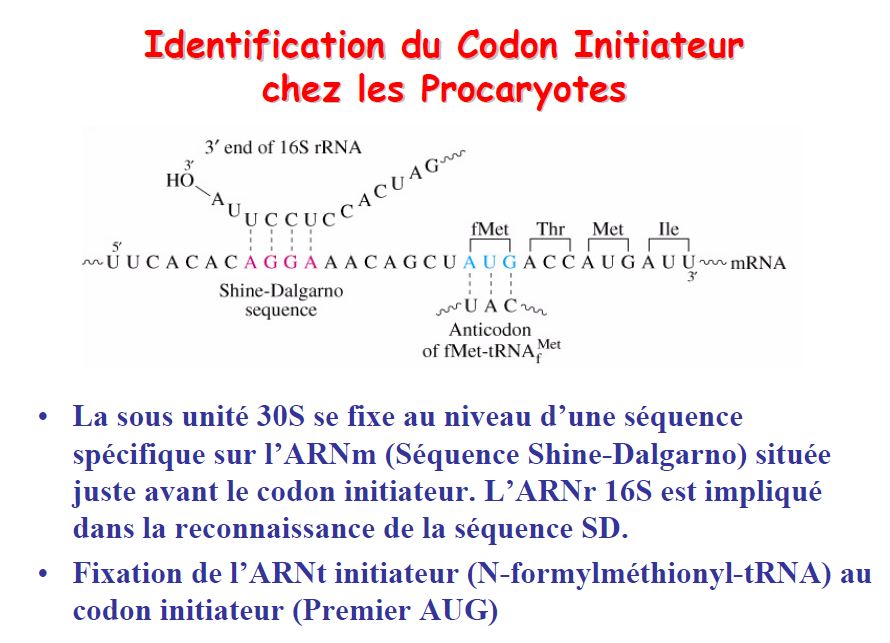 Identification du Codon Initiateur
chez les Procaryotes
3′ end of 16S rRNA
3′
HO
A U U C C U C C A C U A G
fMet Thr Met Ile
5′
U U C A C A C A G G A A A C A G C U A U G A C C A U G A U U mRNA
3′
Shine-Dalgarno
sequence
U A C
Anticodon
of fMet-tRNAfMet
• La sous unité 30S se fixe au niveau d’une séquence
spécifique sur l’ARNm (Séquence Shine-Dalgarno) située
juste avant le codon initiateur. L’ARNr 16S est impliqué
dans la reconnaissance de la séquence SD.
• Fixation de l’ARNt initiateur (N-formylméthionyl-tRNA) au
codon initiateur (Premier AUG)